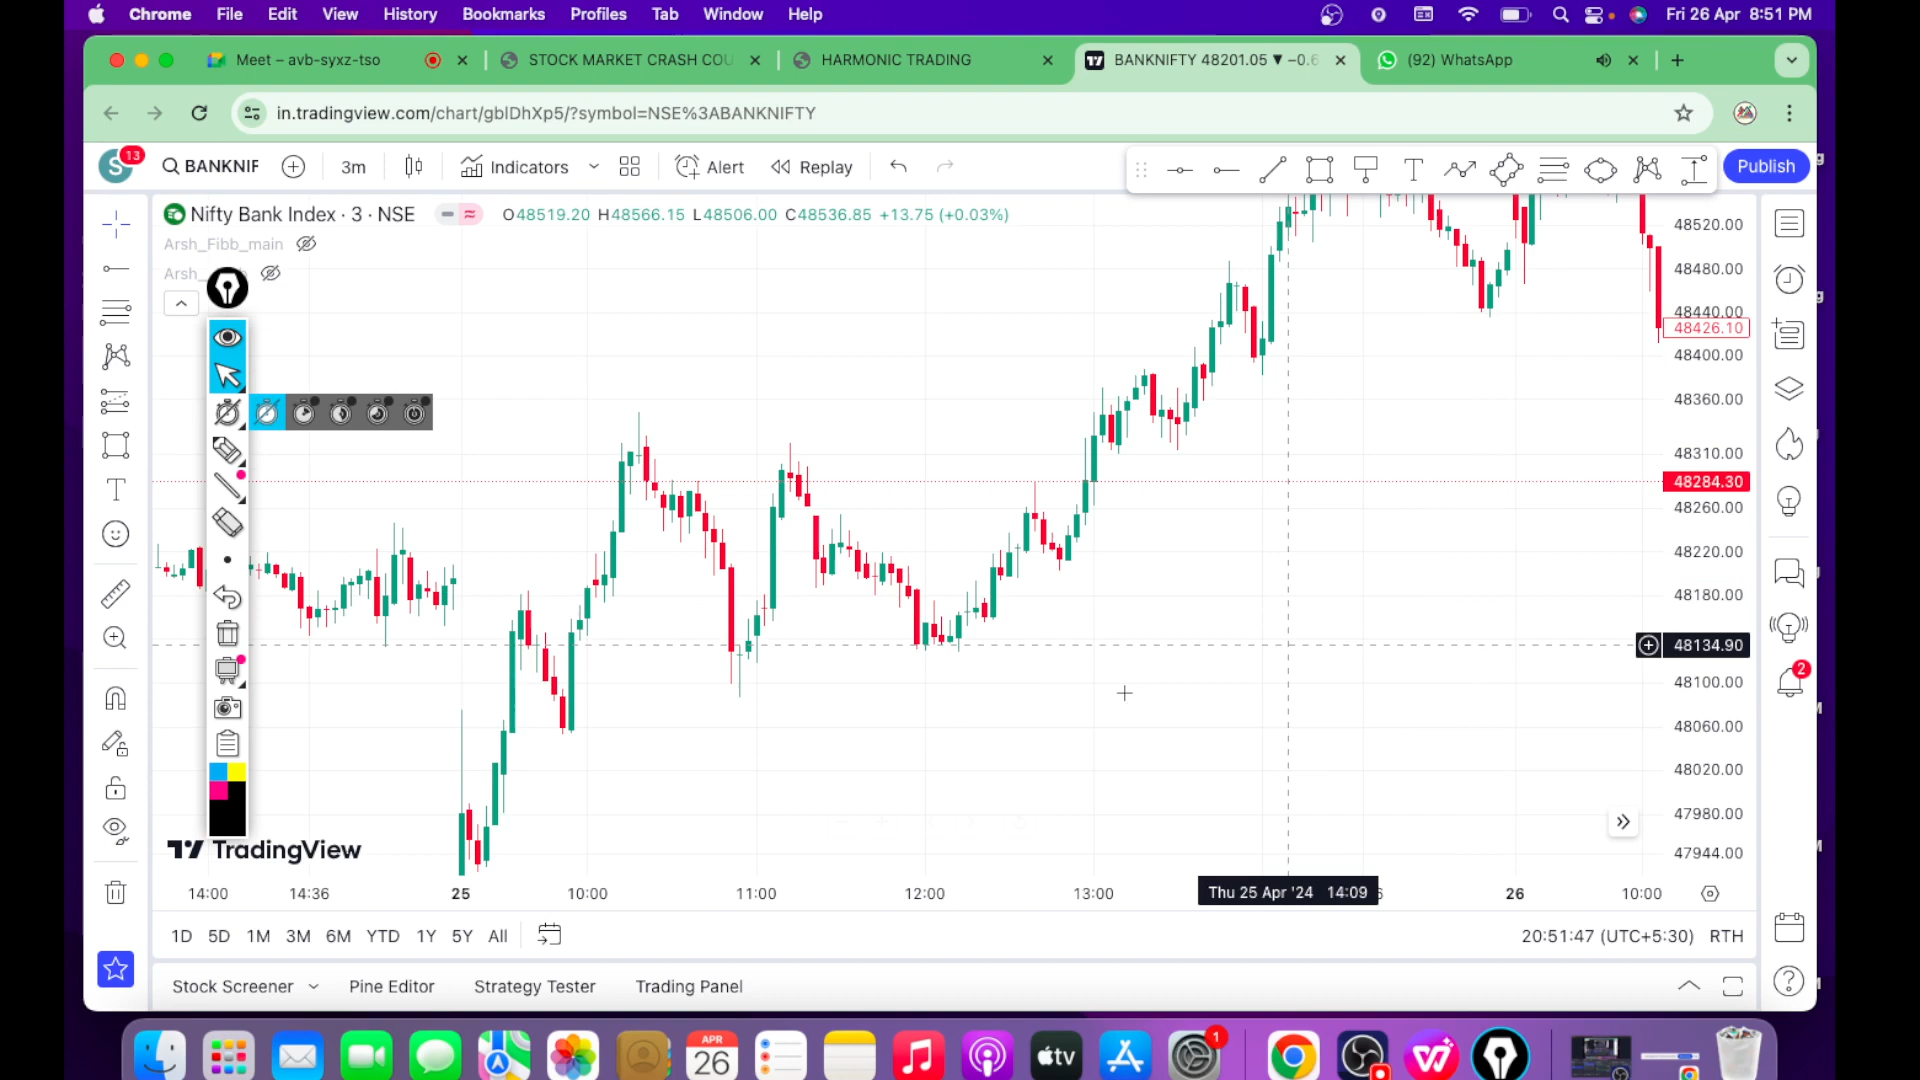 Chrome File Edit View History Bookmarks Profiles Tab Window Help Fri 26 Apr 8:51 PM
Meet – avb-syxz-tso STOCK MARKET CRASH COU HARMONIC TRADING BANKNIFTY 48201.05 ▼ −0.6 (92) WhatsApp
in.tradingview.com/chart/gblDhXp5/?symbol=NSE%3ABANKNIFTY
S 13 BANKNIF 3m Indicators Alert Replay Publish
Nifty Bank Index · 3 · NSE O48519.20 H48566.15 L48506.00 C48536.85 +13.75 (+0.03%)
Arsh_Fibb_main
Arsh_
48520.00
48480.00
48440.00
48426.10
48400.00
48360.00
48310.00
48284.30
48260.00
48220.00
48180.00
48134.90
48100.00
48060.00
48020.00
47980.00
47944.00
2
TradingView
14:00 14:36 25 10:00 11:00 12:00 13:00 Thu 25 Apr '24 14:09 26 10:00
1D 5D 1M 3M 6M YTD 1Y 5Y All 20:51:47 (UTC+5:30) RTH
Stock Screener Pine Editor Strategy Tester Trading Panel
APR
26
tv
1